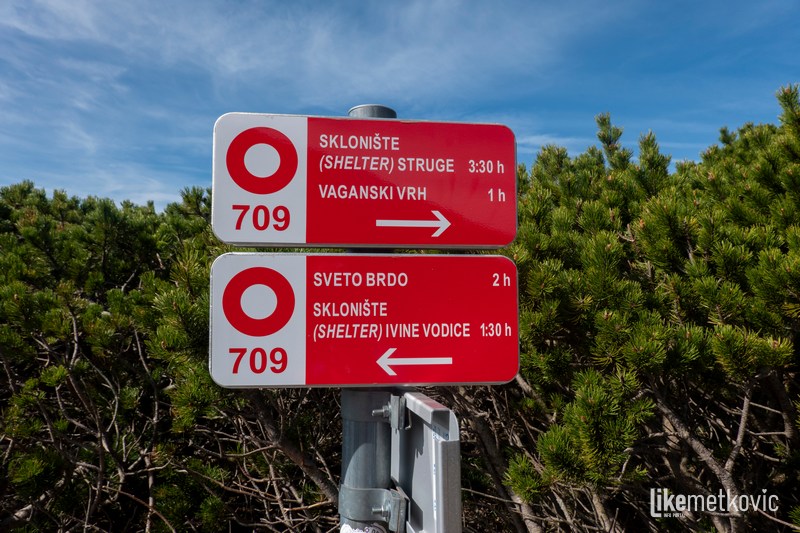 SKLONIŠTE
(SHELTER) STRUGE 3:30 h
VAGANSKI VRH 1 h
709
SVETO BRDO 2 h
SKLONIŠTE
(SHELTER) IVINE VODICE 1:30 h
709
likemetkovic